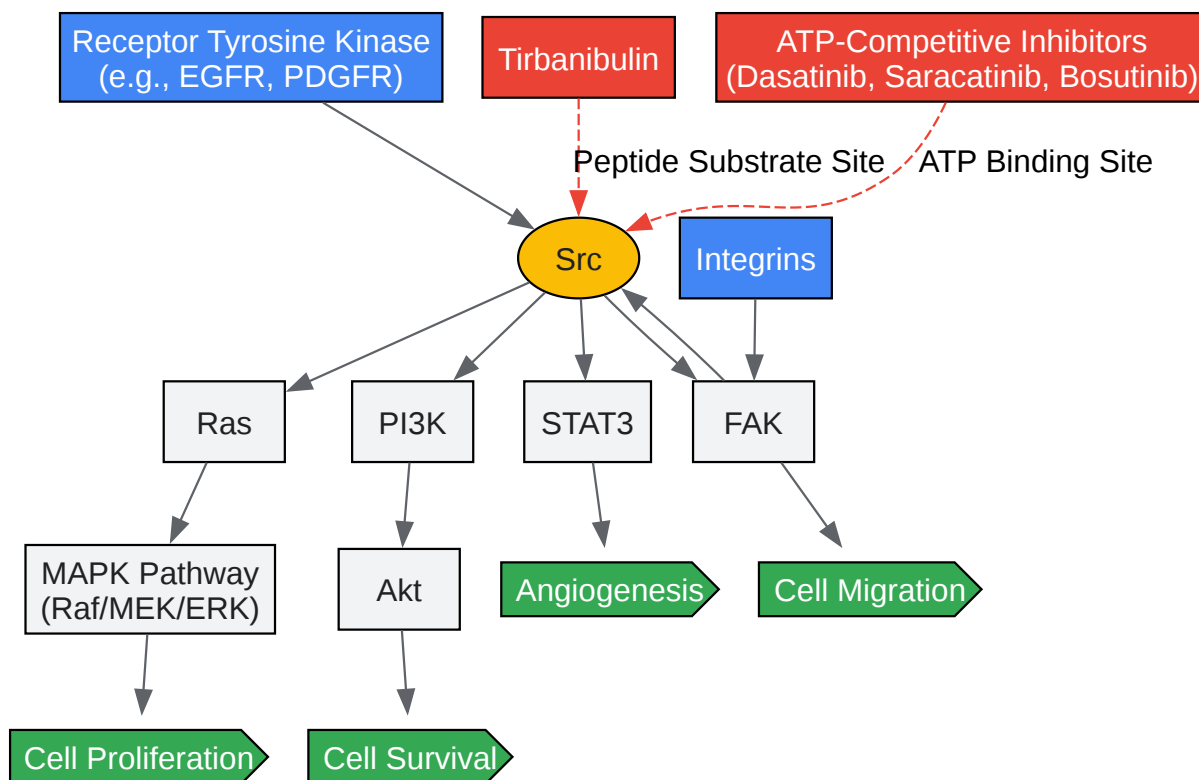 Receptor Tyrosine Kinase
(e.g., EGFR, PDGFR)
Tirbanibulin
ATP-Competitive Inhibitors
(Dasatinib, Saracatinib, Bosutinib)
Peptide Substrate Site
ATP Binding Site
Src
Integrins
Ras
PI3K
STAT3
FAK
MAPK Pathway
(Raf/MEK/ERK)
Akt
Angiogenesis
Cell Migration
Cell Proliferation
Cell Survival